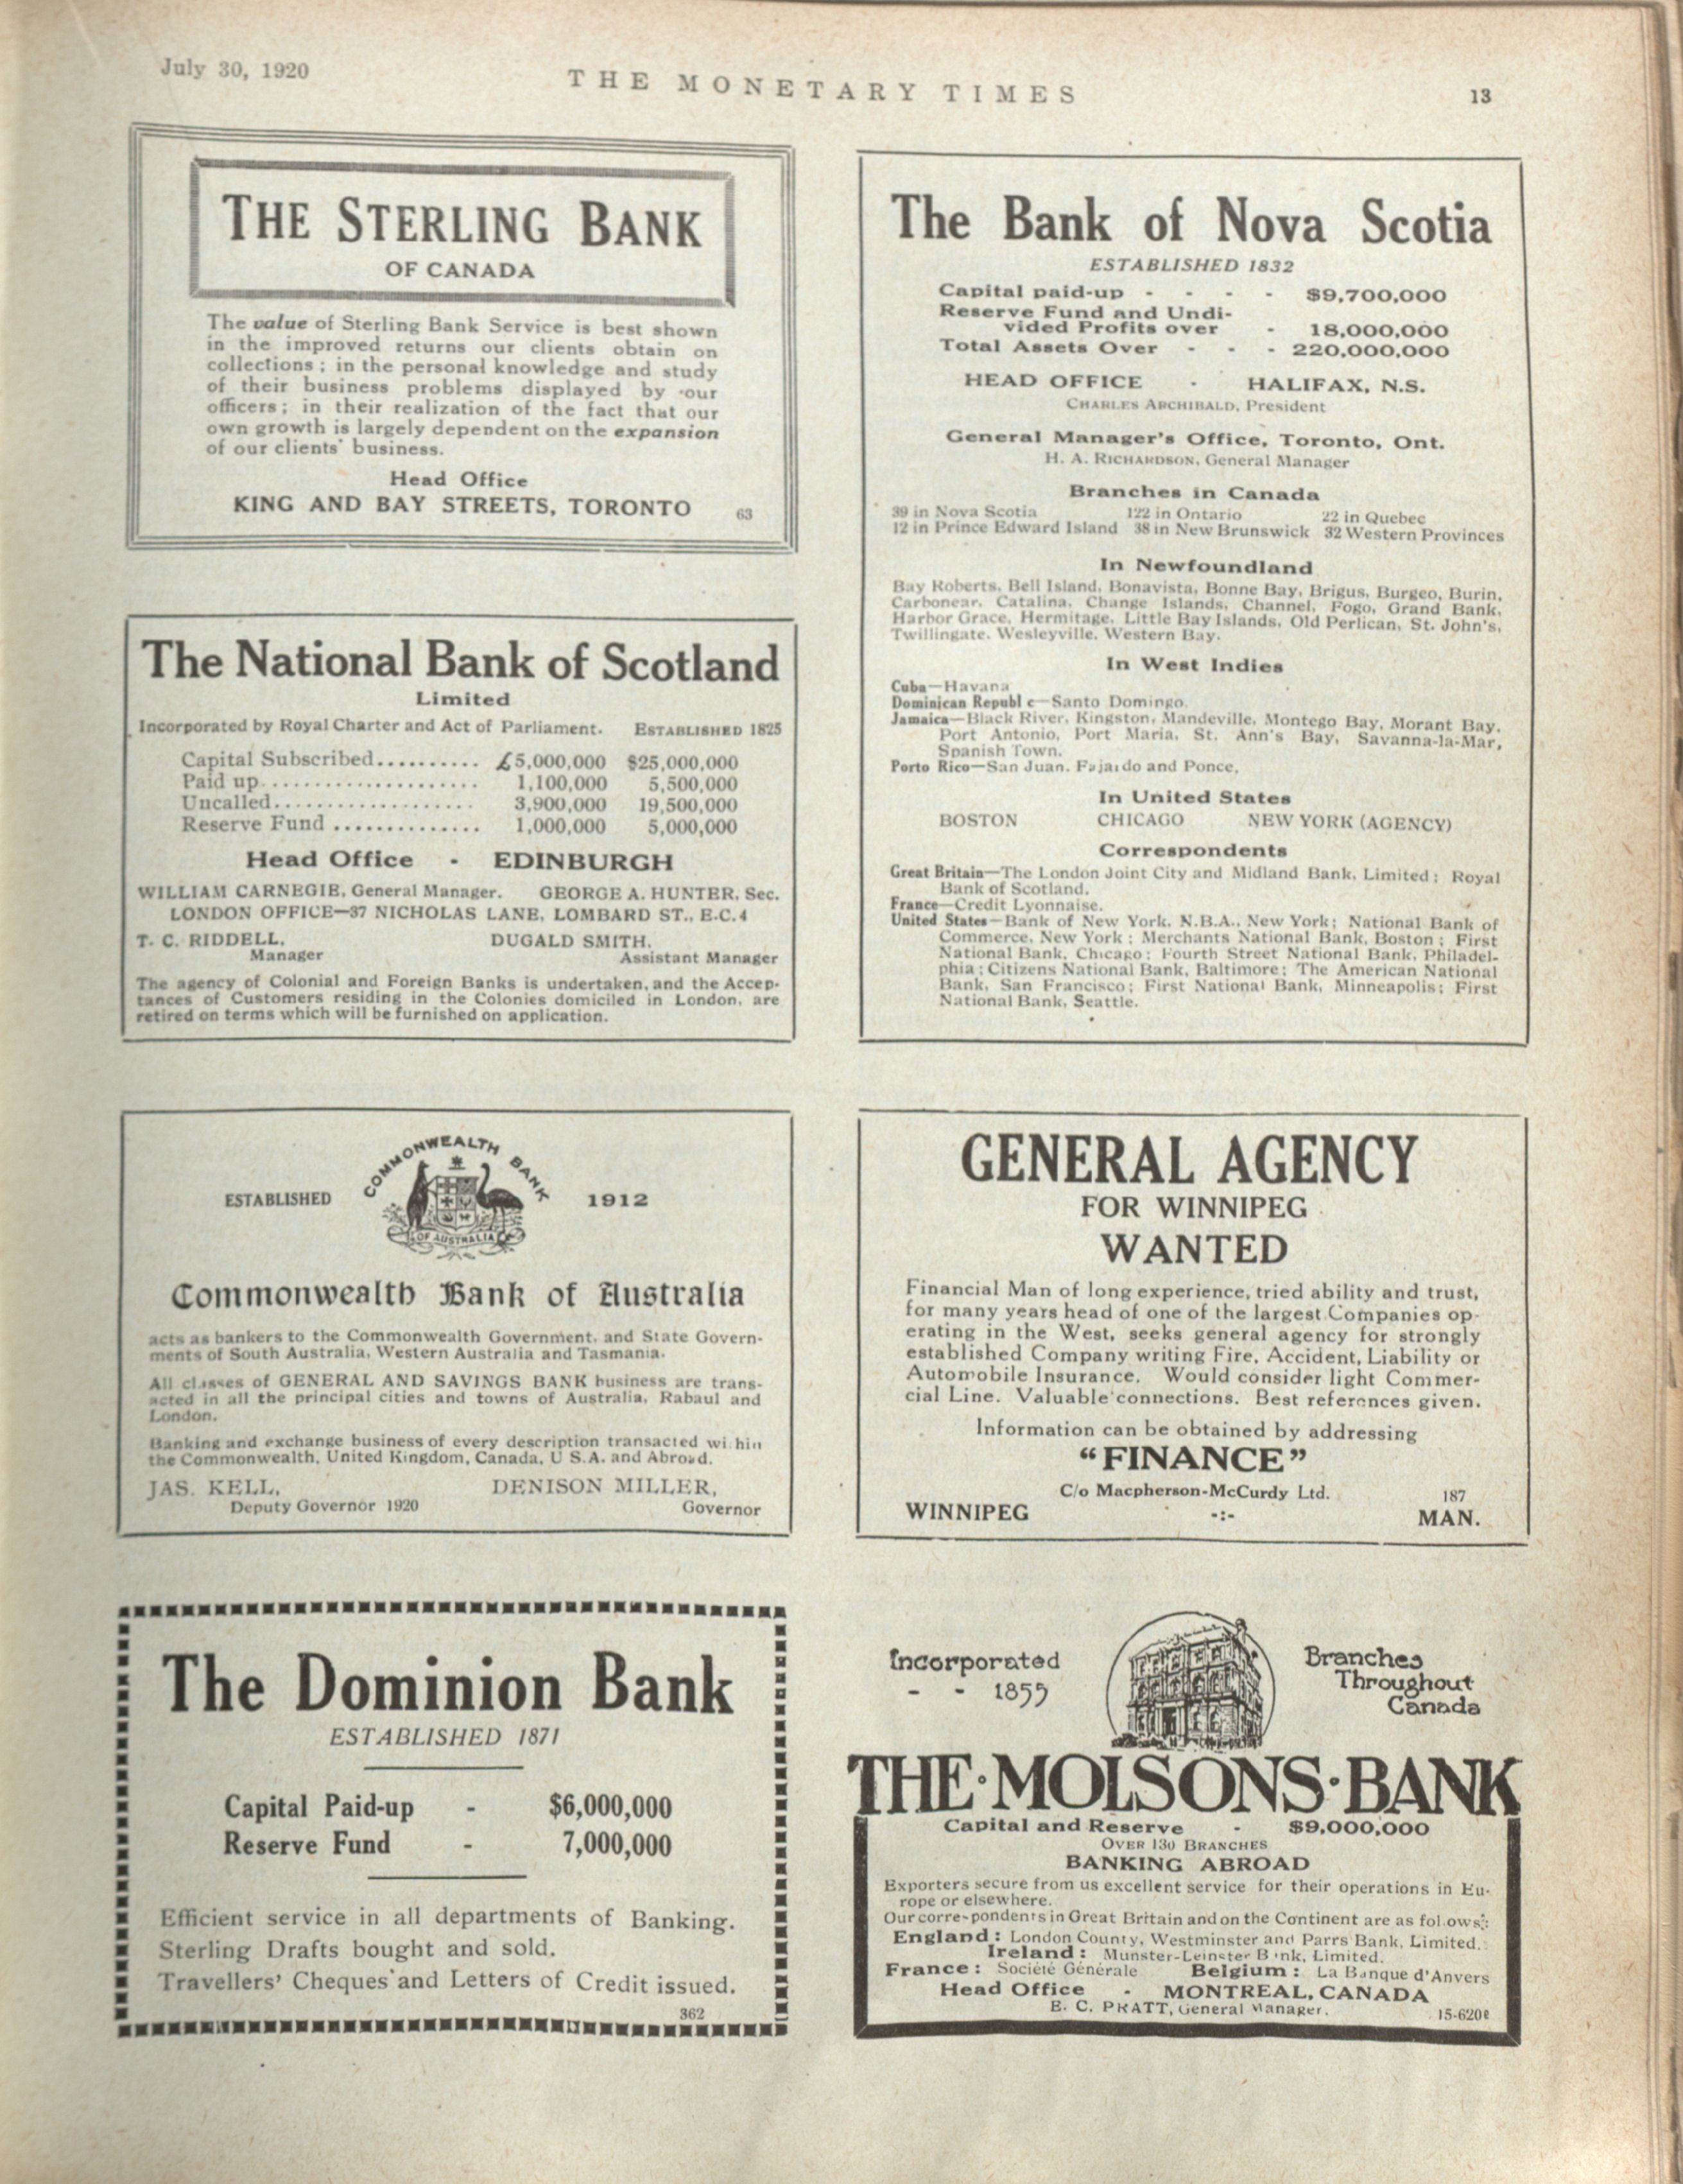 July 30, 1920
THE MONETARY TIMES
13
THE STERLING BANK
OF CANADA
The value of Sterling Bank Service is best shown
in the improved returns our clients obtain on
collections; in the personal knowledge and study
of their business problems displayed by our
officers; in their realization of the fact that our
own growth is largely dependent on the expansion
of our clients' business.
Head Office
KING AND BAY STREETS, TORONTO 63
The National Bank of Scotland
Limited
Incorporated by Royal Charter and Act of Parliament. ESTABLISHED 1825
Capital Subscribed.......... £5,000,000 $25,000,000
Paid up.................... 1,100,000 5,500,000
Uncalled................... 3,900,000 19,500,000
Reserve Fund .............. 1,000,000 5,000,000
Head Office - EDINBURGH
WILLIAM CARNEGIE, General Manager. GEORGE A. HUNTER, Sec.
LONDON OFFICE—37 NICHOLAS LANE, LOMBARD ST., E.C.4
T. C. RIDDELL, DUGALD SMITH,
Manager Assistant Manager
The agency of Colonial and Foreign Banks is undertaken, and the Accep-
tances of Customers residing in the Colonies domiciled in London, are
retired on terms which will be furnished on application.
COMMONWEALTH BANK
ESTABLISHED 1912
OF AUSTRALIA
Commonwealth Bank of Australia
acts as bankers to the Commonwealth Government, and State Govern-
ments of South Australia, Western Australia and Tasmania.
All classes of GENERAL AND SAVINGS BANK business are trans-
acted in all the principal cities and towns of Australia, Rabaul and
London.
Banking and exchange business of every description transacted wi hin
the Commonwealth, United Kingdom, Canada, U S.A. and Abroad.
JAS. KELL, DENISON MILLER,
Deputy Governor 1920 Governor
The Dominion Bank
ESTABLISHED 1871
Capital Paid-up - $6,000,000
Reserve Fund - 7,000,000
Efficient service in all departments of Banking.
Sterling Drafts bought and sold.
Travellers' Cheques and Letters of Credit issued.
362
The Bank of Nova Scotia
ESTABLISHED 1832
Capital paid-up - - - - $9,700,000
Reserve Fund and Undi-
vided Profits over - 18,000,000
Total Assets Over - - - 220,000,000
HEAD OFFICE - HALIFAX, N.S.
CHARLES ARCHIBALD, President
General Manager's Office, Toronto, Ont.
H. A. RICHARDSON, General Manager
Branches in Canada
39 in Nova Scotia 122 in Ontario 22 in Quebec
12 in Prince Edward Island 38 in New Brunswick 32 Western Provinces
In Newfoundland
Bay Roberts, Bell Island, Bonavista, Bonne Bay, Brigus, Burgeo, Burin,
Carbonear, Catalina, Change Islands, Channel, Fogo, Grand Bank,
Harbor Grace, Hermitage, Little Bay Islands, Old Perlican, St. John's,
Twillingate, Wesleyville, Western Bay.
In West Indies
Cuba—Havana
Dominican Republ c—Santo Domingo.
Jamaica—Black River, Kingston, Mandeville, Montego Bay, Morant Bay,
Port Antonio, Port Maria, St. Ann's Bay, Savanna-la-Mar,
Spanish Town.
Porto Rico—San Juan, Fajardo and Ponce,
In United States
BOSTON CHICAGO NEW YORK (AGENCY)
Correspondents
Great Britain—The London Joint City and Midland Bank, Limited; Royal
Bank of Scotland.
France—Credit Lyonnaise.
United States—Bank of New York, N.B.A., New York; National Bank of
Commerce, New York; Merchants National Bank, Boston; First
National Bank, Chicago; Fourth Street National Bank, Philadel-
phia; Citizens National Bank, Baltimore; The American National
Bank, San Francisco; First National Bank, Minneapolis; First
National Bank, Seattle.
GENERAL AGENCY
FOR WINNIPEG
WANTED
Financial Man of long experience, tried ability and trust,
for many years head of one of the largest Companies op-
erating in the West, seeks general agency for strongly
established Company writing Fire, Accident, Liability or
Automobile Insurance. Would consider light Commer-
cial Line. Valuable connections. Best references given.
Information can be obtained by addressing
"FINANCE"
C/o Macpherson-McCurdy Ltd. 187
WINNIPEG -:- MAN.
Incorporated
- - 1855
Branches
Throughout
Canada
THE·MOLSONS·BANK
Capital and Reserve - $9,000,000
OVER 130 BRANCHES
BANKING ABROAD
Exporters secure from us excellent service for their operations in Eu-
rope or elsewhere.
Our correspondents in Great Britain and on the Continent are as fol ows:
England: London County, Westminster and Parrs Bank, Limited.
Ireland: Munster-Leinster B nk, Limited.
France: Société Générale Belgium: La Banque d'Anvers
Head Office - MONTREAL, CANADA
E. C. PRATT, General Manager.
15-620